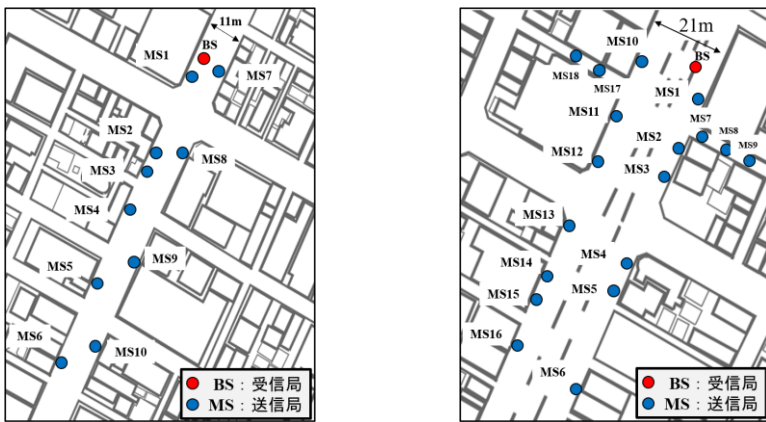 11m
BS
MS1
MS7
MS2
MS8
MS3
MS4
MS9
MS5
MS10
MS6
BS：受信局
MS：送信局
21m
MS10
BS
MS18
MS17
MS1
MS11
MS7
MS8
MS2
MS9
MS12
MS3
MS13
MS14
MS4
MS15
MS5
MS16
MS6
BS：受信局
MS：送信局